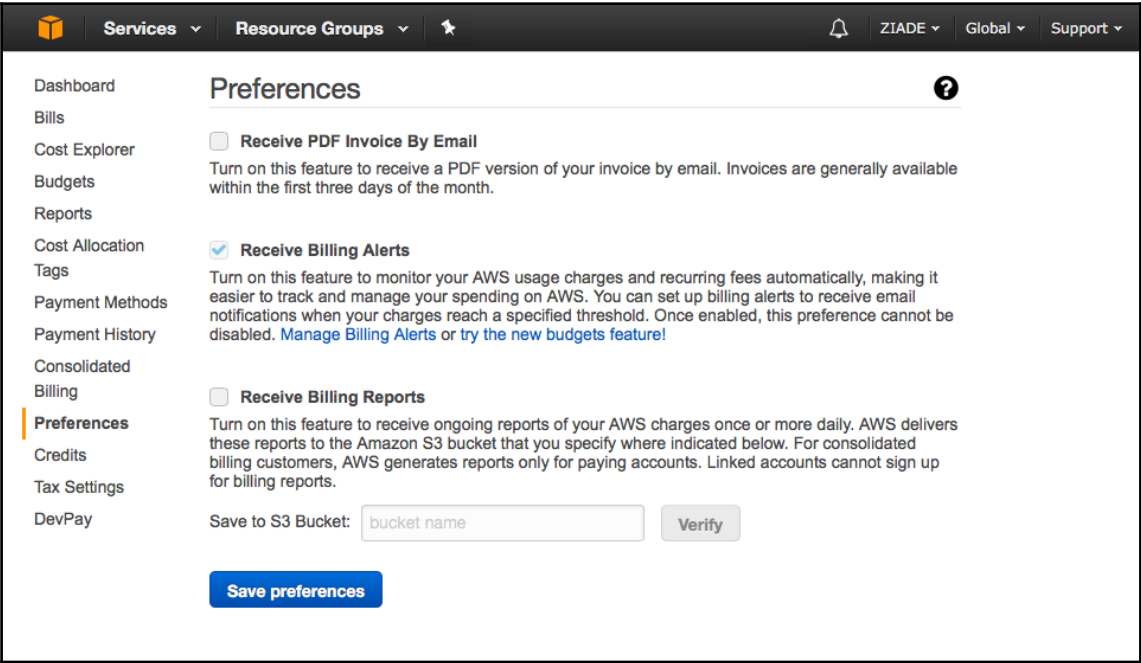 Services Resource Groups ZIADE Global Support
Dashboard
Bills
Cost Explorer
Budgets
Reports
Cost Allocation
Tags
Payment Methods
Payment History
Consolidated
Billing
Preferences
Credits
Tax Settings
DevPay
Preferences ?
Receive PDF Invoice By Email
Turn on this feature to receive a PDF version of your invoice by email. Invoices are generally available
within the first three days of the month.
Receive Billing Alerts
Turn on this feature to monitor your AWS usage charges and recurring fees automatically, making it
easier to track and manage your spending on AWS. You can set up billing alerts to receive email
notifications when your charges reach a specified threshold. Once enabled, this preference cannot be
disabled. Manage Billing Alerts or try the new budgets feature!
Receive Billing Reports
Turn on this feature to receive ongoing reports of your AWS charges once or more daily. AWS delivers
these reports to the Amazon S3 bucket that you specify where indicated below. For consolidated
billing customers, AWS generates reports only for paying accounts. Linked accounts cannot sign up
for billing reports.
Save to S3 Bucket: bucket name Verify
Save preferences